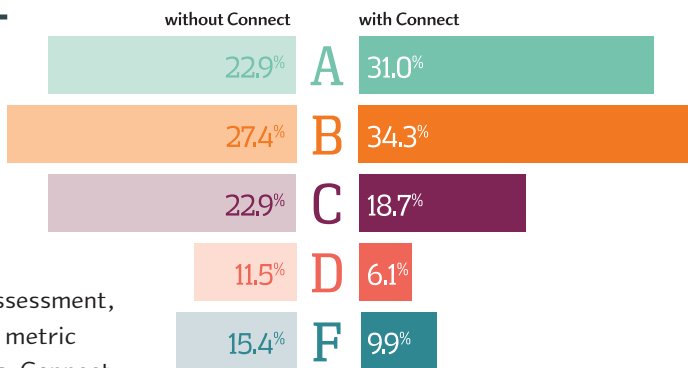 without Connect with Connect
22.9% A 31.0%
27.4% B 34.3%
22.9% C 18.7%
11.5% D 6.1%
15.4% F 9.9%
metric